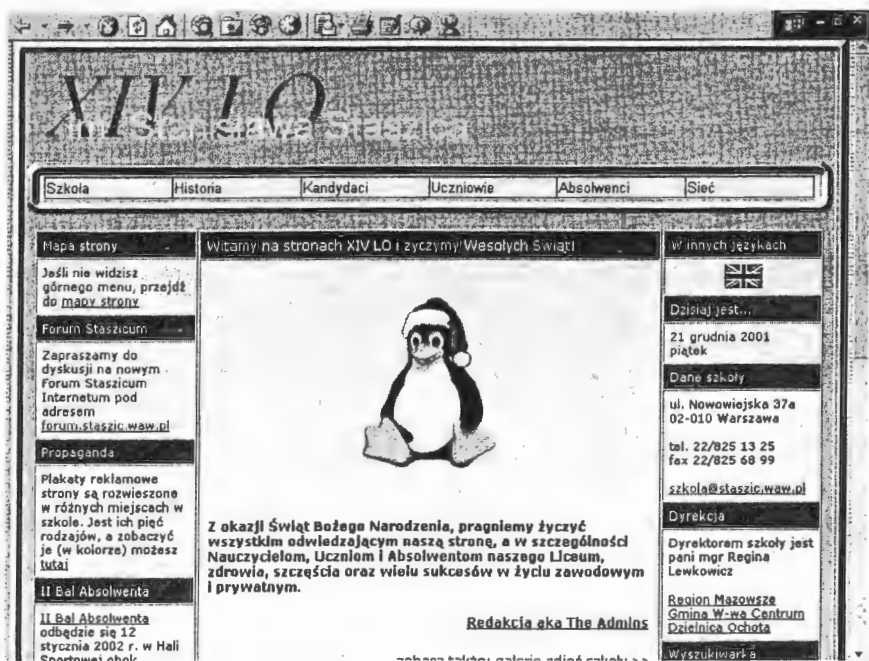 XIV LO
im. Stanisława Staszica
Szkoła Historia Kandydaci Uczniowie Absolwenci Sieć
Mapa strony
Jeśli nie widzisz
górnego menu, przejdź
do mapy strony
Forum Staszicum
Zapraszamy do
dyskusji na nowym
Forum Staszicum
Internetum pod
adresem
forum.staszic.waw.pl
Propaganda
Plakaty reklamowe
strony są rozwieszone
w różnych miejscach w
szkole. Jest ich pięć
rodzajów, a zobaczyć
je (w kolorze) możesz
tutaj
II Bal Absolwenta
II Bal Absolwenta
odbędzie się 12
stycznia 2002 r. w Hali
Sportowej obok
Witamy na stronach XIV LO i życzymy Wesołych Świąt!
Z okazji Świąt Bożego Narodzenia, pragniemy życzyć
wszystkim odwiedzającym naszą stronę, a w szczególności
Nauczycielom, Uczniom i Absolwentom naszego Liceum,
zdrowia, szczęścia oraz wielu sukcesów w życiu zawodowym
i prywatnym.
Redakcja aka The Admins
zobacz także: galerię zdjęć szkoły >>
W innych językach
Dzisiaj jest...
21 grudnia 2001
piątek
Dane szkoły
ul. Nowowiejska 37a
02-010 Warszawa
tel. 22/825 13 25
fax 22/825 68 99
szkola@staszic.waw.pl
Dyrekcja
Dyrektorem szkoły jest
pani mgr Regina
Lewkowicz
Region Mazowsze
Gmina W-wa Centrum
Dzielnica Ochota
Wyszukiwarka